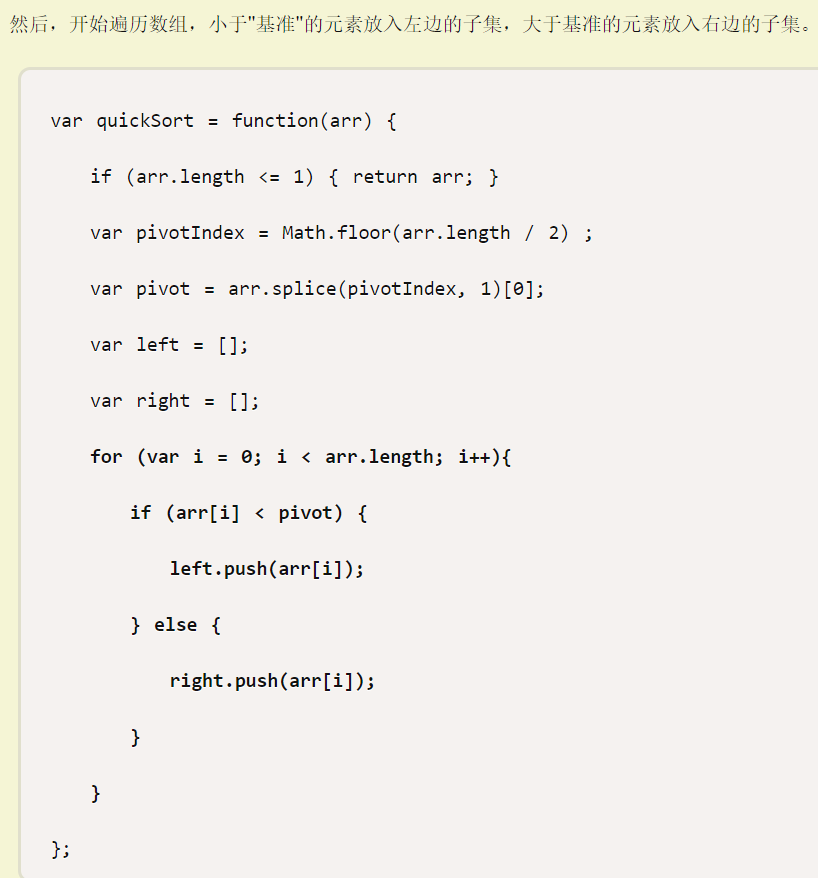 然后，开始遍历数组，小于"基准"的元素放入左边的子集，大于基准的元素放入右边的子集。
var quickSort = function(arr) {
if (arr.length <= 1) { return arr; }
var pivotIndex = Math.floor(arr.length / 2) ;
var pivot = arr.splice(pivotIndex, 1)[0];
var left = [];
var right = [];
for (var i = 0; i < arr.length; i++){
if (arr[i] < pivot) {
left.push(arr[i]);
} else {
right.push(arr[i]);
}
}
};